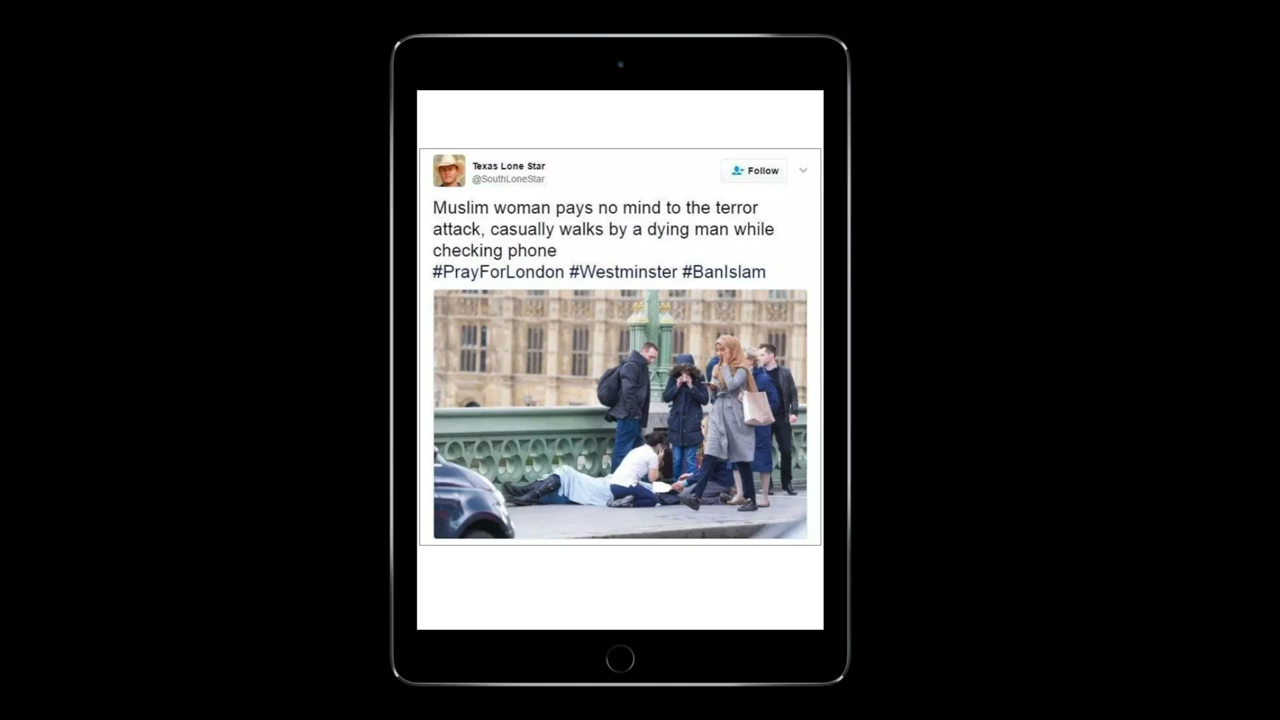 Texas Lone Star
@SouthLoneStar
Follow
Muslim woman pays no mind to the terror
attack, casually walks by a dying man while
checking phone
#PrayForLondon #Westminster #BanIslam